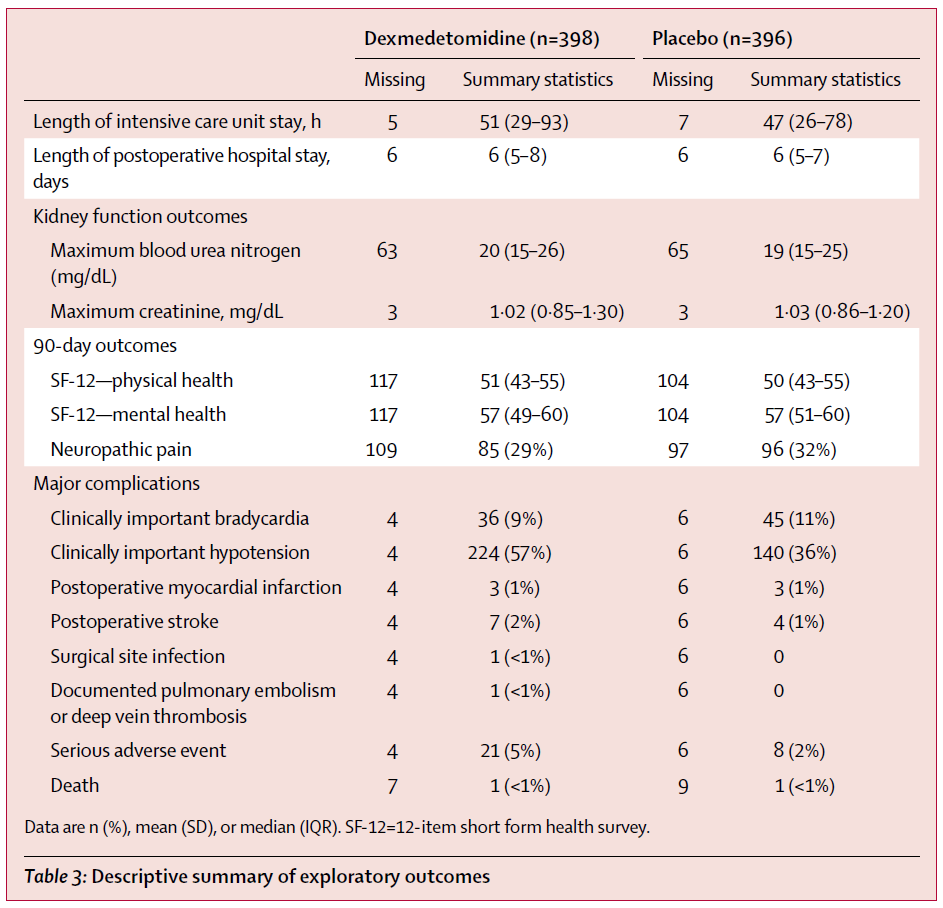 Dexmedetomidine (n=398) Placebo (n=396)
Missing Summary statistics Missing Summary statistics
Length of intensive care unit stay, h 5 51 (29–93) 7 47 (26–78)
Length of postoperative hospital stay, 6 6 (5–8) 6 6 (5–7)
days
Kidney function outcomes
Maximum blood urea nitrogen 63 20 (15–26) 65 19 (15–25)
(mg/dL)
Maximum creatinine, mg/dL 3 1·02 (0·85–1·30) 3 1·03 (0·86–1·20)
90-day outcomes
SF-12—physical health 117 51 (43–55) 104 50 (43–55)
SF-12—mental health 117 57 (49–60) 104 57 (51–60)
Neuropathic pain 109 85 (29%) 97 96 (32%)
Major complications
Clinically important bradycardia 4 36 (9%) 6 45 (11%)
Clinically important hypotension 4 224 (57%) 6 140 (36%)
Postoperative myocardial infarction 4 3 (1%) 6 3 (1%)
Postoperative stroke 4 7 (2%) 6 4 (1%)
Surgical site infection 4 1 (<1%) 6 0
Documented pulmonary embolism 4 1 (<1%) 6 0
or deep vein thrombosis
Serious adverse event 4 21 (5%) 6 8 (2%)
Death 7 1 (<1%) 9 1 (<1%)
Data are n (%), mean (SD), or median (IQR). SF-12=12-item short form health survey.
Table 3: Descriptive summary of exploratory outcomes